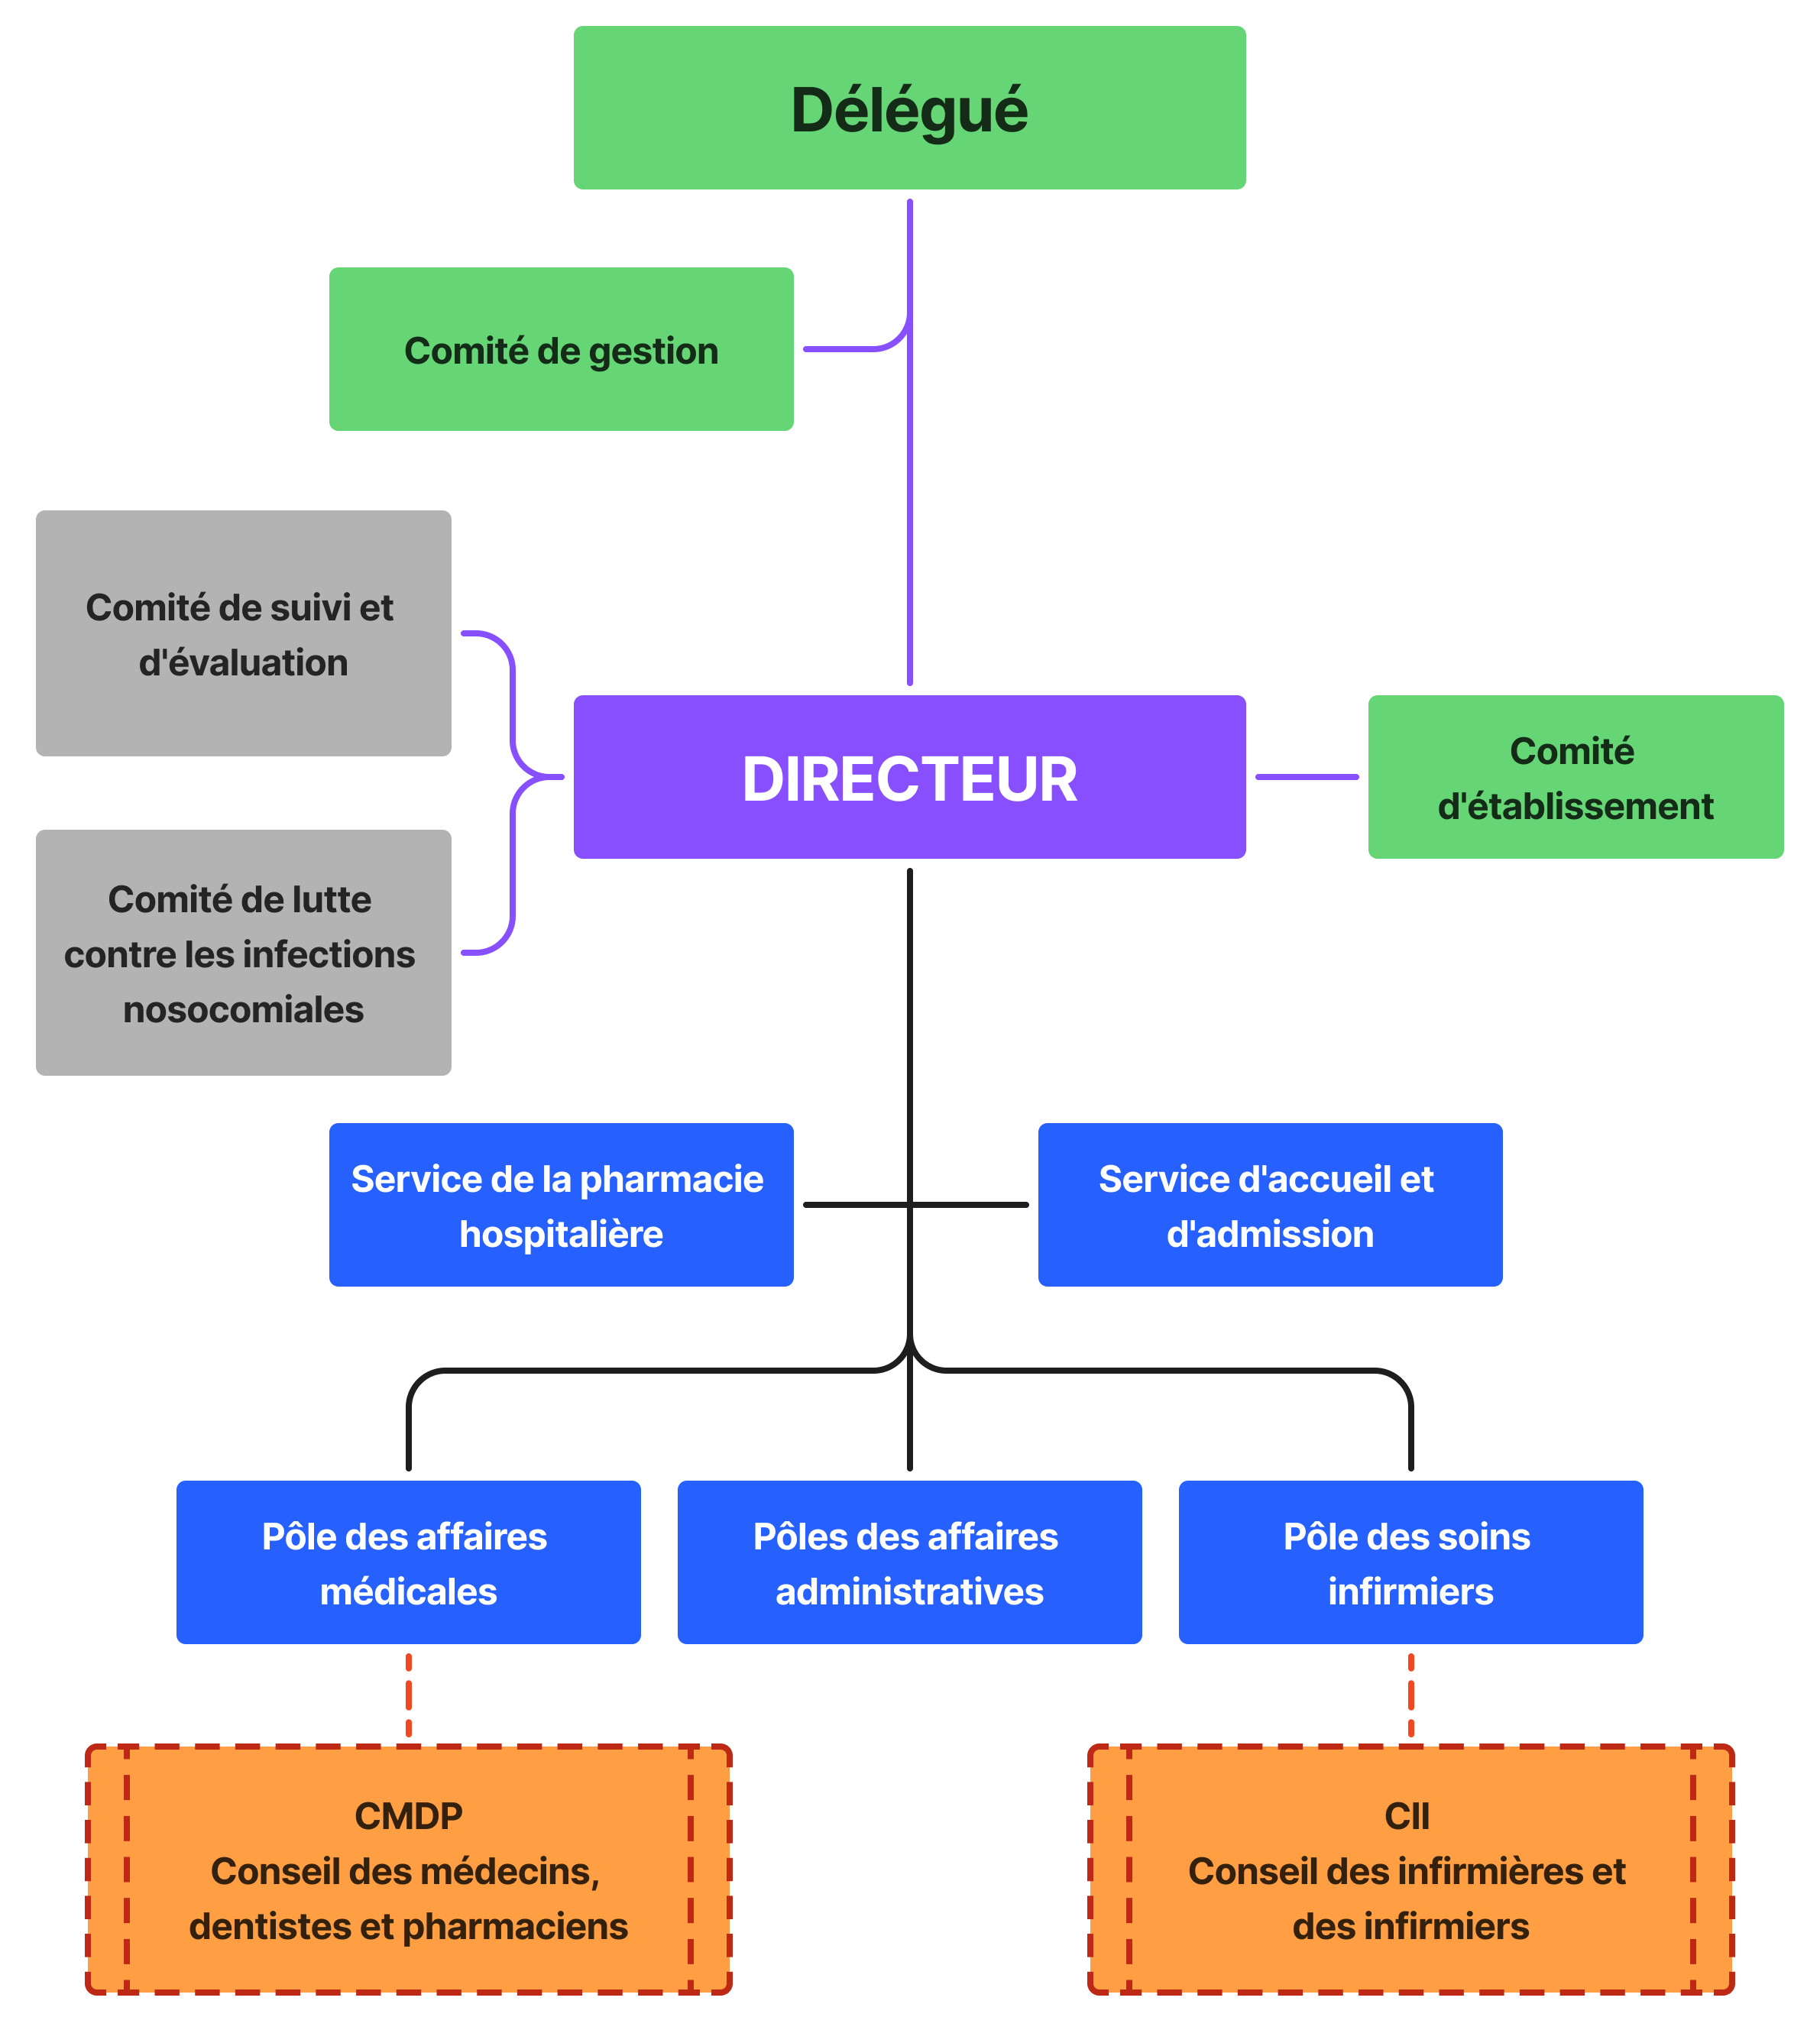 Délégué
Comité de gestion
Comité de suivi et
d'évaluation
DIRECTEUR
Comité
d'établissement
Comité de lutte
contre les infections
nosocomiales
Service de la pharmacie
hospitalière
Service d'accueil et
d'admission
Pôle des affaires
médicales
Pôles des affaires
administratives
Pôle des soins
infirmiers
CMDP
Conseil des médecins,
dentistes et pharmaciens
CII
Conseil des infirmières et
des infirmiers